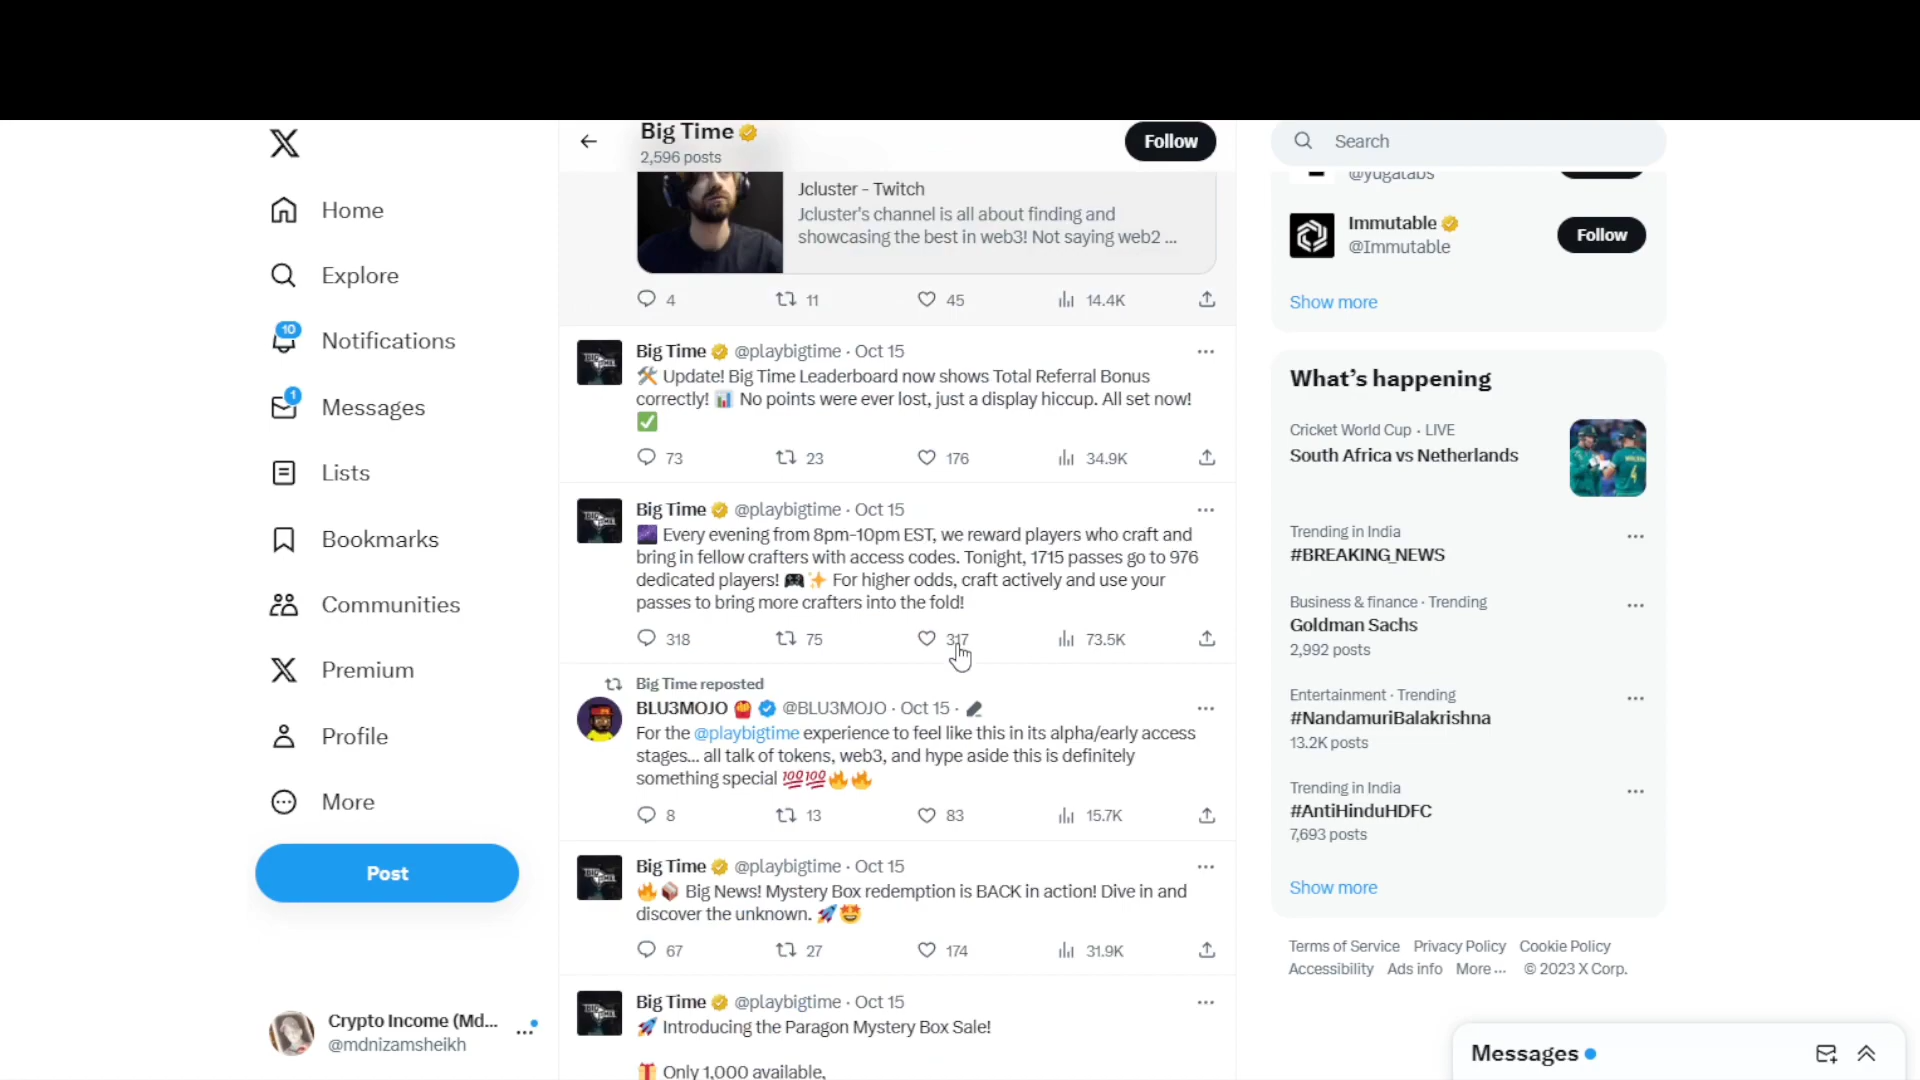 Home
Explore
10
Notifications
1
Messages
Lists
Bookmarks
Communities
Premium
Profile
More
Post
Crypto Income (Md...
@mdnizamsheikh
Big Time
2,596 posts
Follow
Jcluster - Twitch
Jcluster's channel is all about finding and
showcasing the best in web3! Not saying web2 ...
4 11 45 14.4K
Big Time @playbigtime · Oct 15
🛠️ Update! Big Time Leaderboard now shows Total Referral Bonus
correctly! 📊 No points were ever lost, just a display hiccup. All set now!
✅
73 23 176 34.9K
Big Time @playbigtime · Oct 15
🌌 Every evening from 8pm-10pm EST, we reward players who craft and
bring in fellow crafters with access codes. Tonight, 1715 passes go to 976
dedicated players! 🎮✨ For higher odds, craft actively and use your
passes to bring more crafters into the fold!
318 75 317 73.5K
Big Time reposted
BLU3MOJO 🍟 @BLU3MOJO · Oct 15 ·
For the @playbigtime experience to feel like this in its alpha/early access
stages... all talk of tokens, web3, and hype aside this is definitely
something special 💯💯🔥🔥
8 13 83 15.7K
Big Time @playbigtime · Oct 15
🔥📦 Big News! Mystery Box redemption is BACK in action! Dive in and
discover the unknown. 🚀🤩
67 27 174 31.9K
Big Time @playbigtime · Oct 15
🚀 Introducing the Paragon Mystery Box Sale!
🎁 Only 1,000 available,
Search
@yugalabs
Immutable
@Immutable
Follow
Show more
What's happening
Cricket World Cup · LIVE
South Africa vs Netherlands
Trending in India
#BREAKING_NEWS
Business & finance · Trending
Goldman Sachs
2,992 posts
Entertainment · Trending
#NandamuriBalakrishna
13.2K posts
Trending in India
#AntiHinduHDFC
7,693 posts
Show more
Terms of Service Privacy Policy Cookie Policy
Accessibility Ads info More ... © 2023 X Corp.
Messages